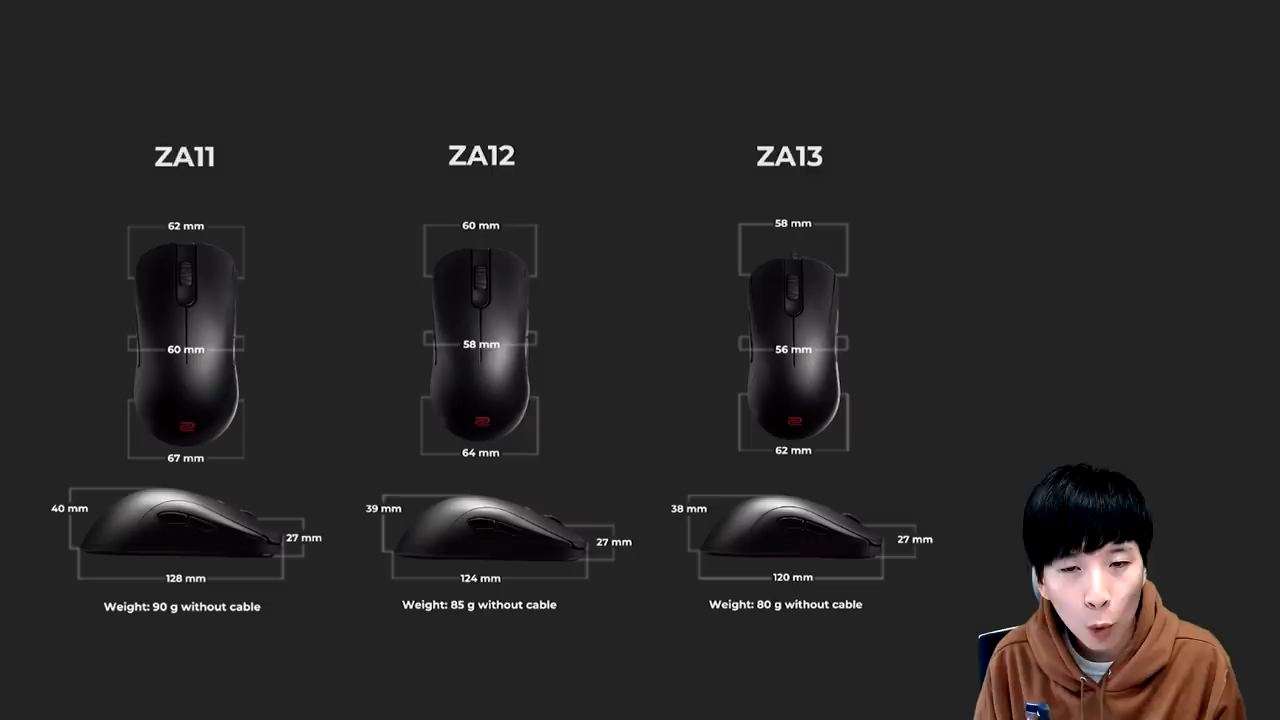 ZA11
ZA12
ZA13
62 mm
60 mm
58 mm
60 mm
58 mm
56 mm
67 mm
64 mm
62 mm
40 mm
27 mm
39 mm
27 mm
38 mm
27 mm
128 mm
124 mm
120 mm
Weight: 90 g without cable
Weight: 85 g without cable
Weight: 80 g without cable